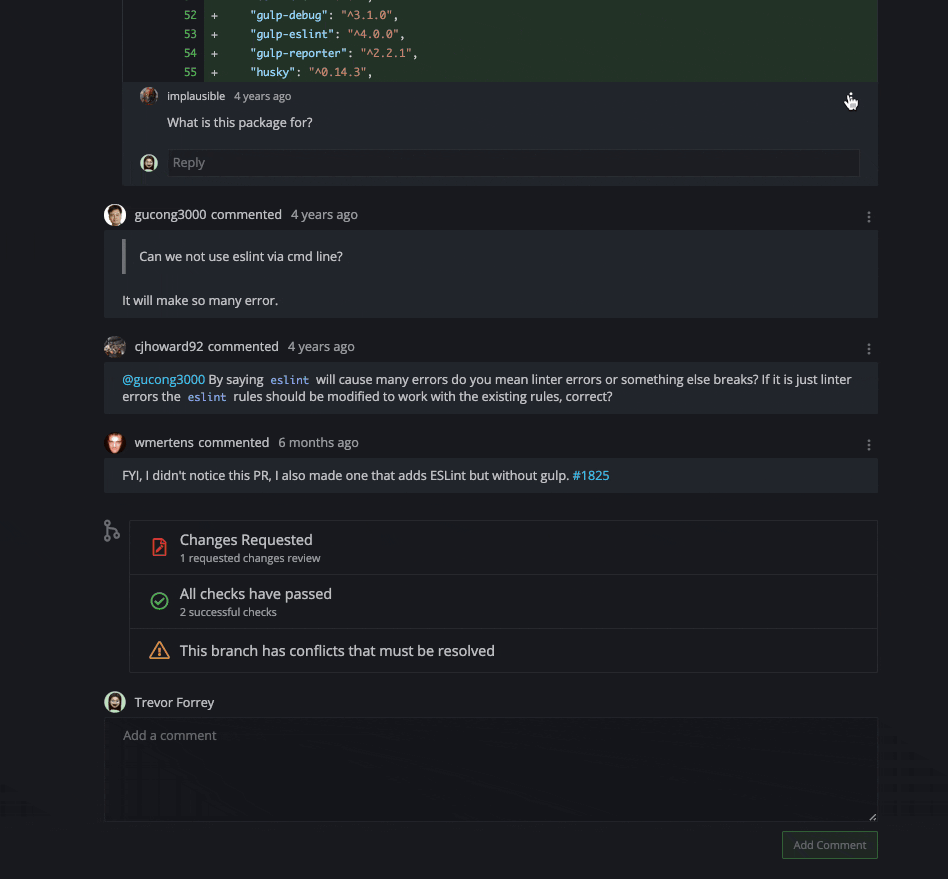 52 + "gulp-debug": "^3.1.0",
53 + "gulp-eslint": "^4.0.0",
54 + "gulp-reporter": "^2.2.1",
55 + "husky": "^0.14.3",
implausible 4 years ago
What is this package for?
Reply
gucong3000 commented 4 years ago
Can we not use eslint via cmd line?
It will make so many error.
cjhoward92 commented 4 years ago
@gucong3000 By saying eslint will cause many errors do you mean linter errors or something else breaks? If it is just linter
errors the eslint rules should be modified to work with the existing rules, correct?
wmertens commented 6 months ago
FYI, I didn't notice this PR, I also made one that adds ESLint but without gulp. #1825
Changes Requested
1 requested changes review
All checks have passed
2 successful checks
This branch has conflicts that must be resolved
Trevor Forrey
Add a comment
Add Comment